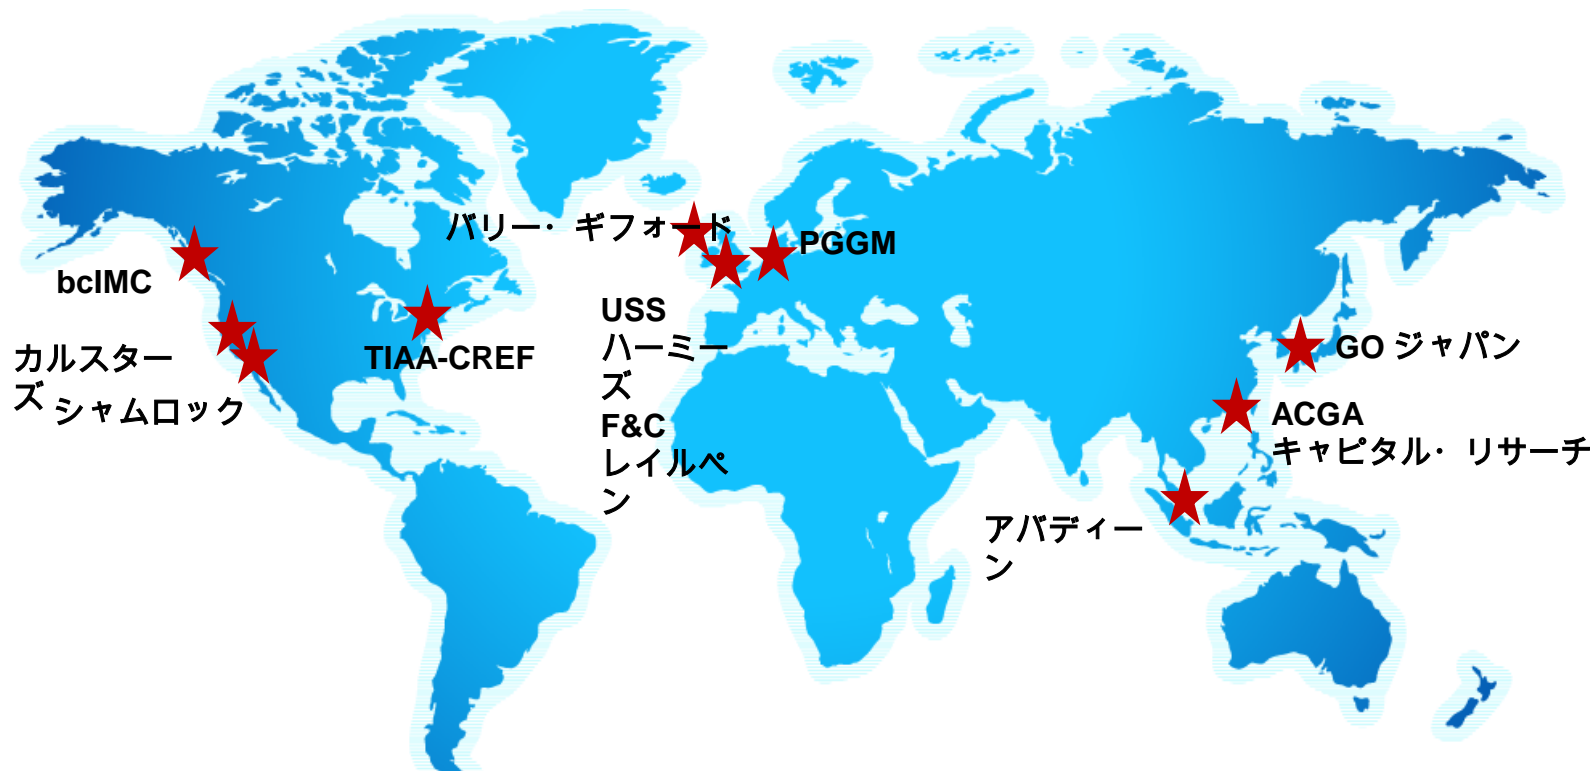 バリー・ギフォード
PGGM
bcIMC
USS
ハーミー
ズ
F&C
レイルペ
ン
カルスター
ズ
シャムロック
TIAA-CREF
GO ジャパン
ACGA
キャピタル・リサーチ
アバディー
ン